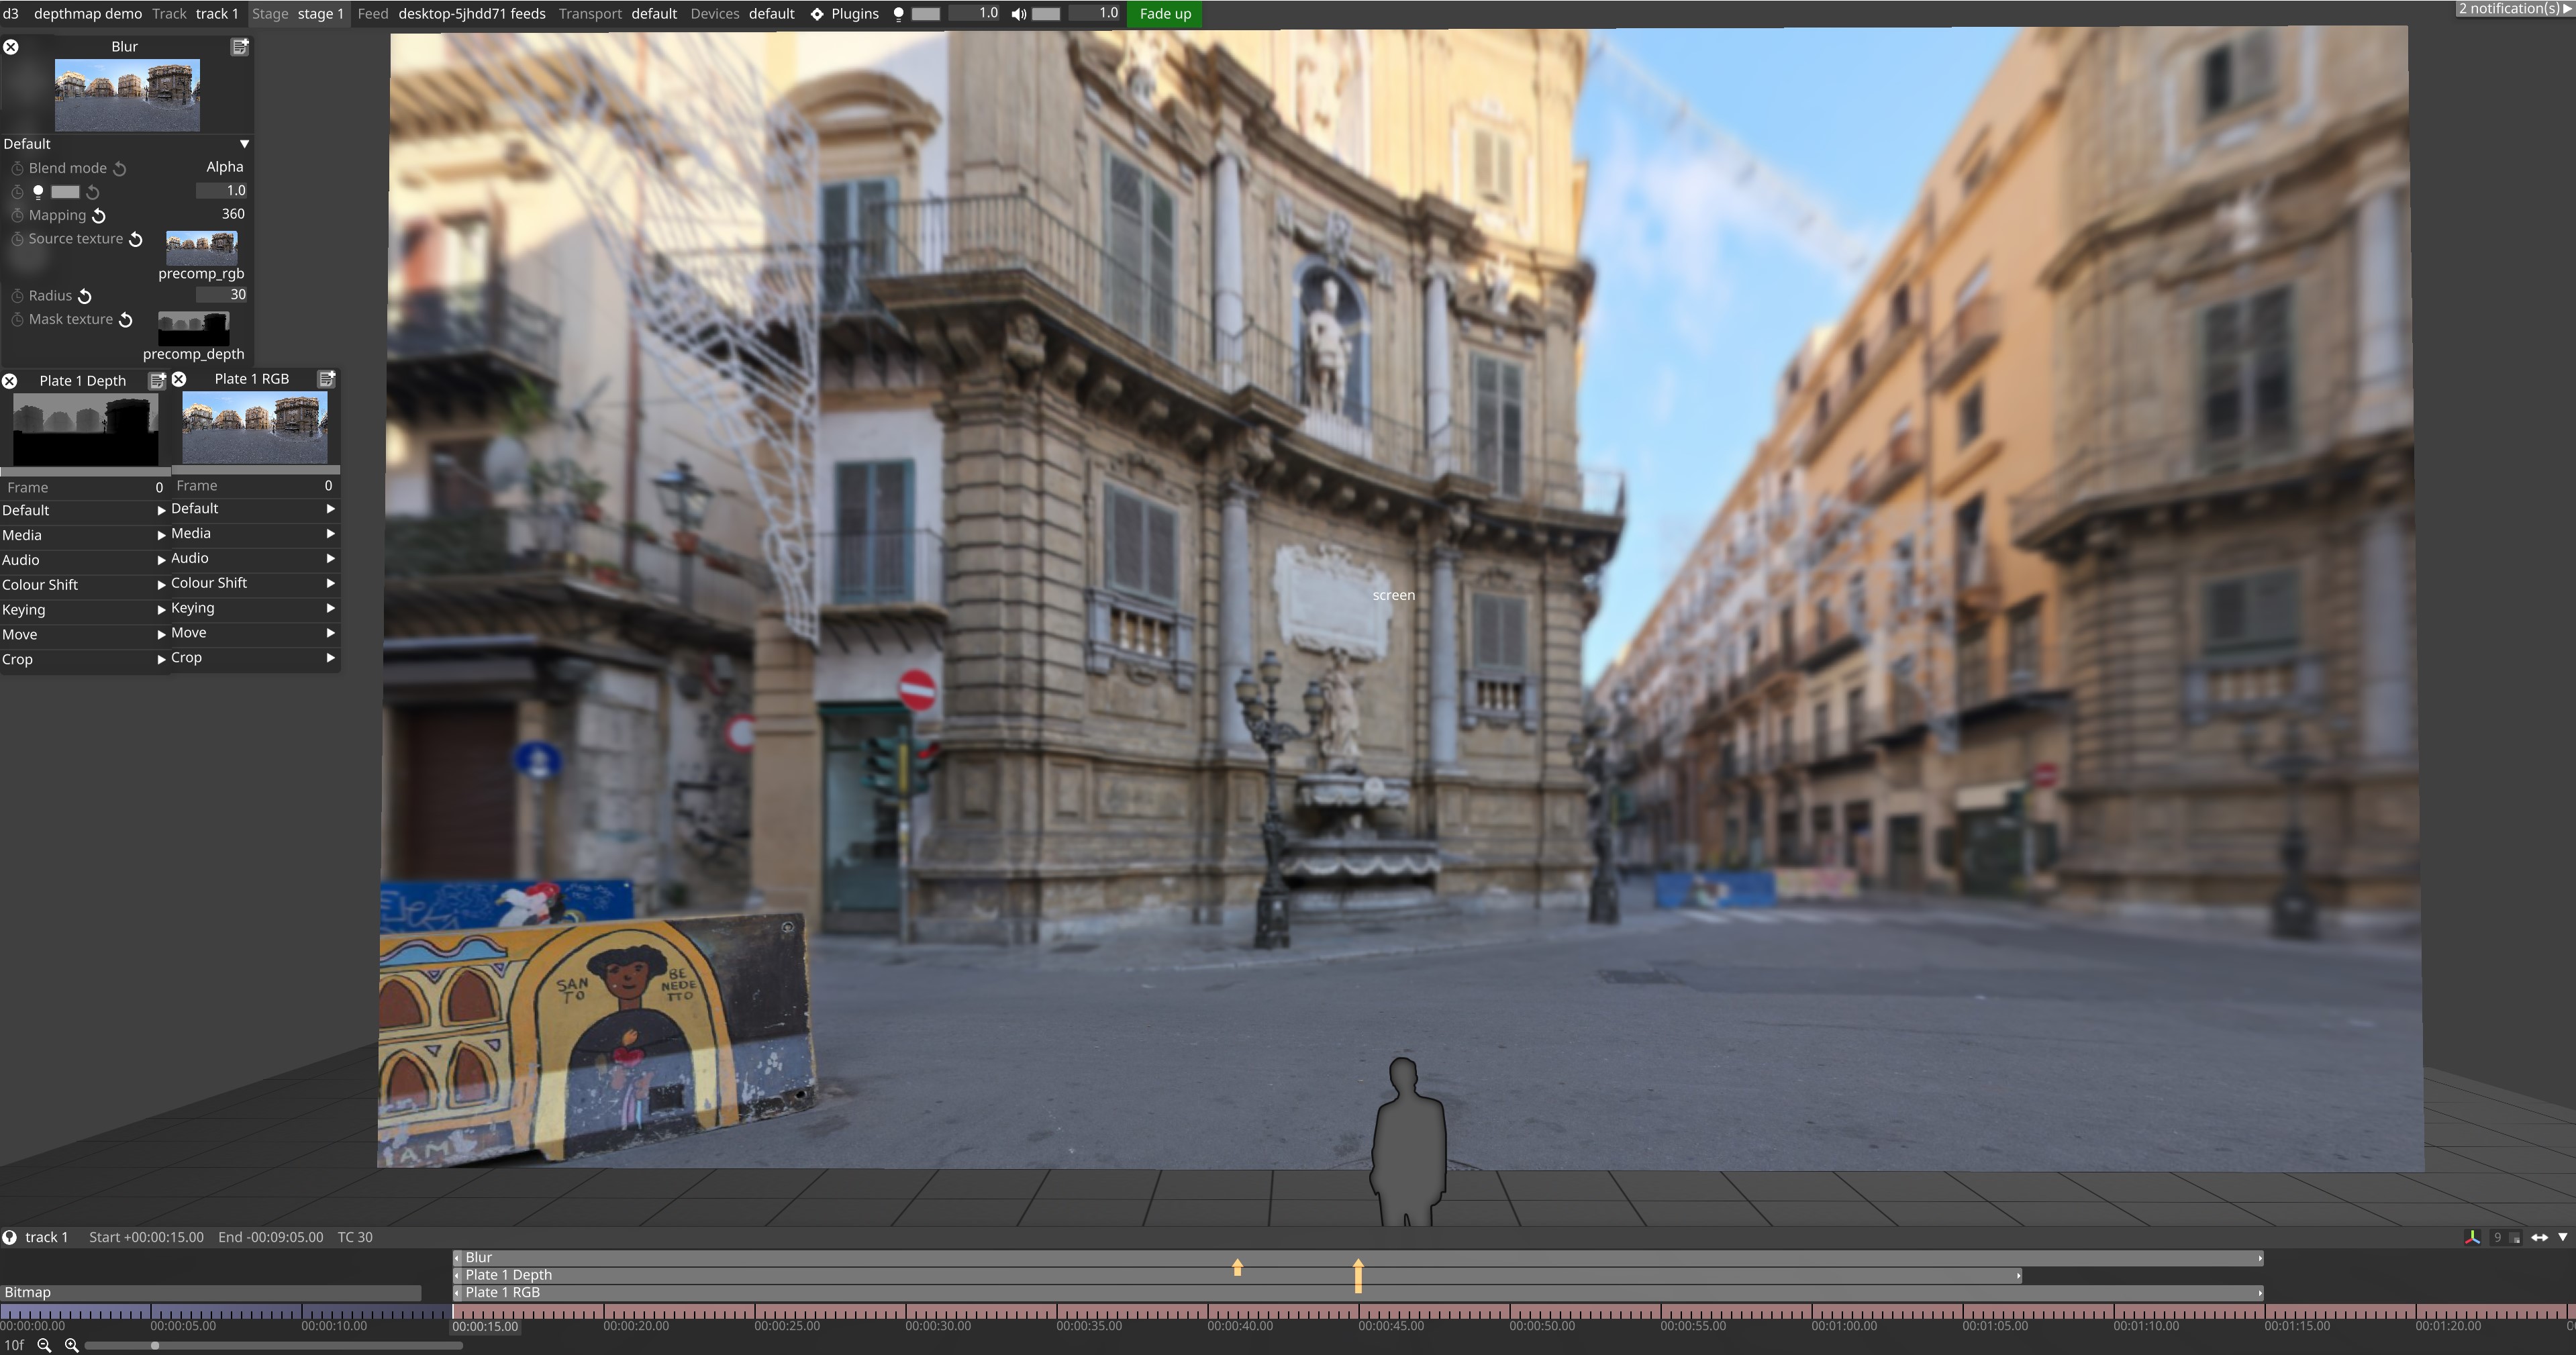 d3 depthmap demo Track track 1 Stage stage 1 Feed desktop-5jhdd71 feeds Transport default Devices default Plugins 1.0 1.0 Fade up
2 notification(s)
Blur
Default
Blend mode Alpha
1.0
Mapping 360
Source texture
precomp_rgb
Radius 30
Mask texture
precomp_depth
Plate 1 Depth
Frame 0
Default
Media
Audio
Colour Shift
Keying
Move
Crop
Plate 1 RGB
Frame 0
Default
Media
Audio
Colour Shift
Keying
Move
Crop
screen
SAN
TO
BE
NEDE
TTO
track 1 Start +00:00:15.00 End -00:09:05.00 TC 30
9
Blur
Plate 1 Depth
Bitmap Plate 1 RGB
00:00:00.00 00:00:05.00 00:00:10.00 00:00:15.00 00:00:20.00 00:00:25.00 00:00:30.00 00:00:35.00 00:00:40.00 00:00:45.00 00:00:50.00 00:00:55.00 00:01:00.00 00:01:05.00 00:01:10.00 00:01:15.00 00:01:20.00
10f